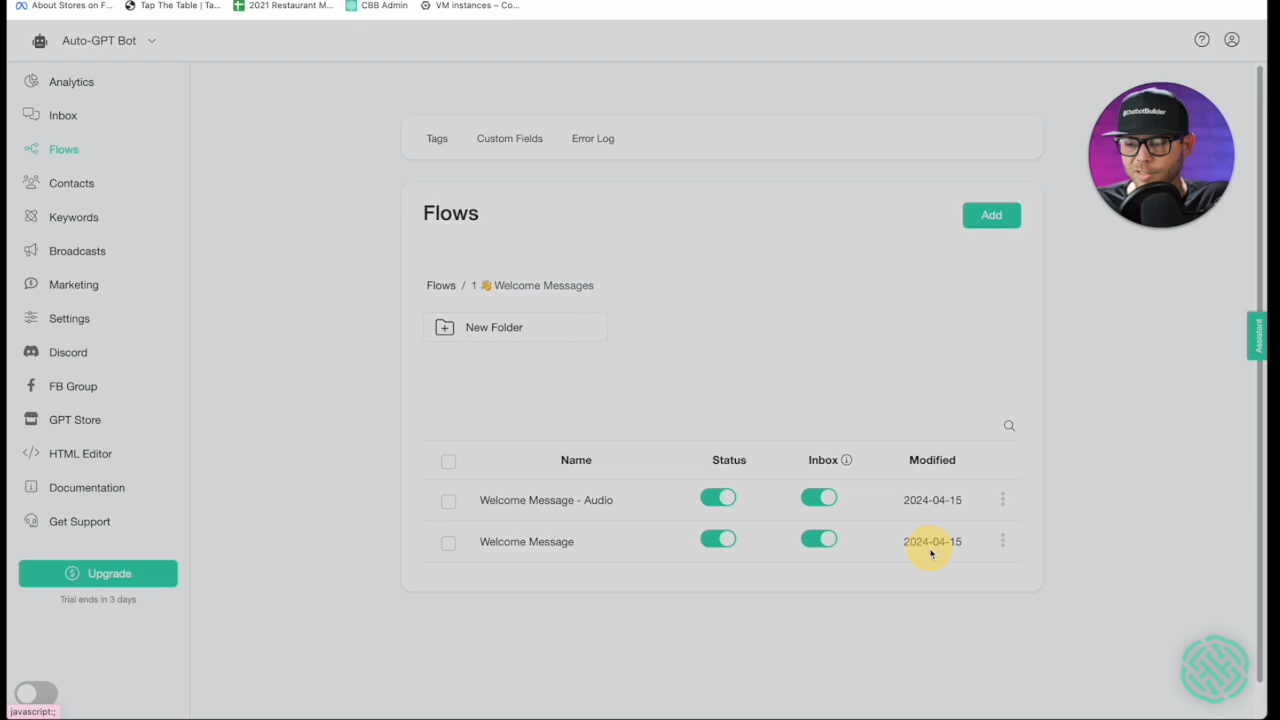 About Stores on F... Tap The Table | Ta... 2021 Restaurant M... CBB Admin VM instances – Co...
Auto-GPT Bot
Analytics
Inbox
Flows
Contacts
Keywords
Broadcasts
Marketing
Settings
Discord
FB Group
GPT Store
HTML Editor
Documentation
Get Support
Upgrade
Trial ends in 3 days
javascript:;
Tags Custom Fields Error Log
Flows
Add
Flows / 1 👋 Welcome Messages
New Folder
Name Status Inbox Modified
Welcome Message - Audio 2024-04-15
Welcome Message 2024-04-15
#ChatbotBuilder
Assistant